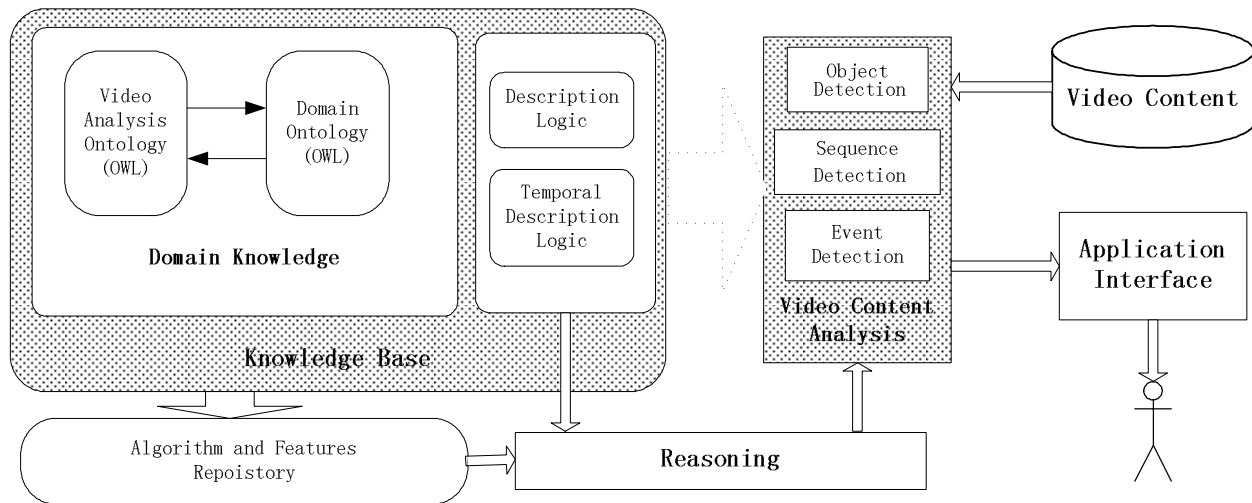 Video
Analysis
Ontology
(OWL)
Domain
Ontology
(OWL)
Domain Knowledge
Description
Logic
Temporal
Description
Logic
Knowledge Base
Object
Detection
Sequence
Detection
Event
Detection
Video Content
Analysis
Video Content
Application
Interface
Algorithm and Features
Repoistory
Reasoning